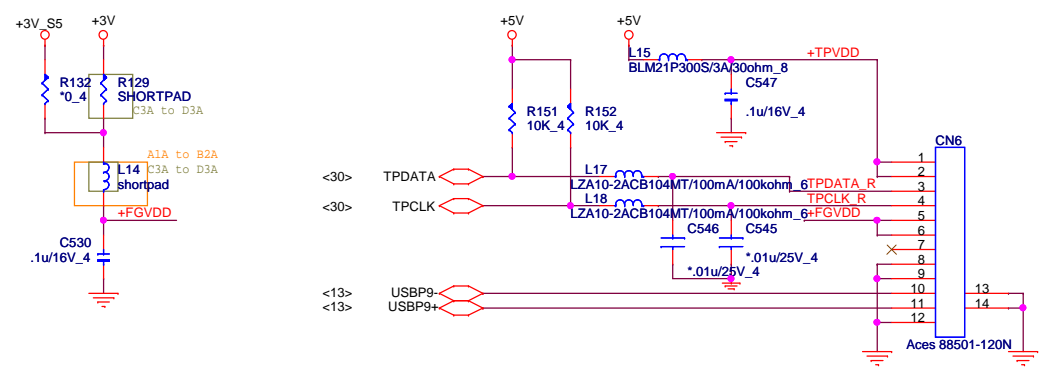 +3V_S5
+3V
+5V
+5V
R132
*0_4
R129
SHORTPAD
C3A to D3A
A1A to B2A
L14
C3A to D3A
shortpad
+FGVDD
C530
.1u/16V_4
L15
BLM21P300S/3A/30ohm_8
+TPVDD
C547
.1u/16V_4
R151
10K_4
R152
10K_4
CN6
<30>
TPDATA
L17
LZA10-2ACB104MT/100mA/100kohm_6
TPDATA_R
<30>
TPCLK
L18
LZA10-2ACB104MT/100mA/100kohm_6
TPCLK_R
+FGVDD
C546
*.01u/25V_4
C545
*.01u/25V_4
<13>
USBP9-
<13>
USBP9+
1
2
3
4
5
6
7
8
9
10
11
12
13
14
Aces 88501-120N